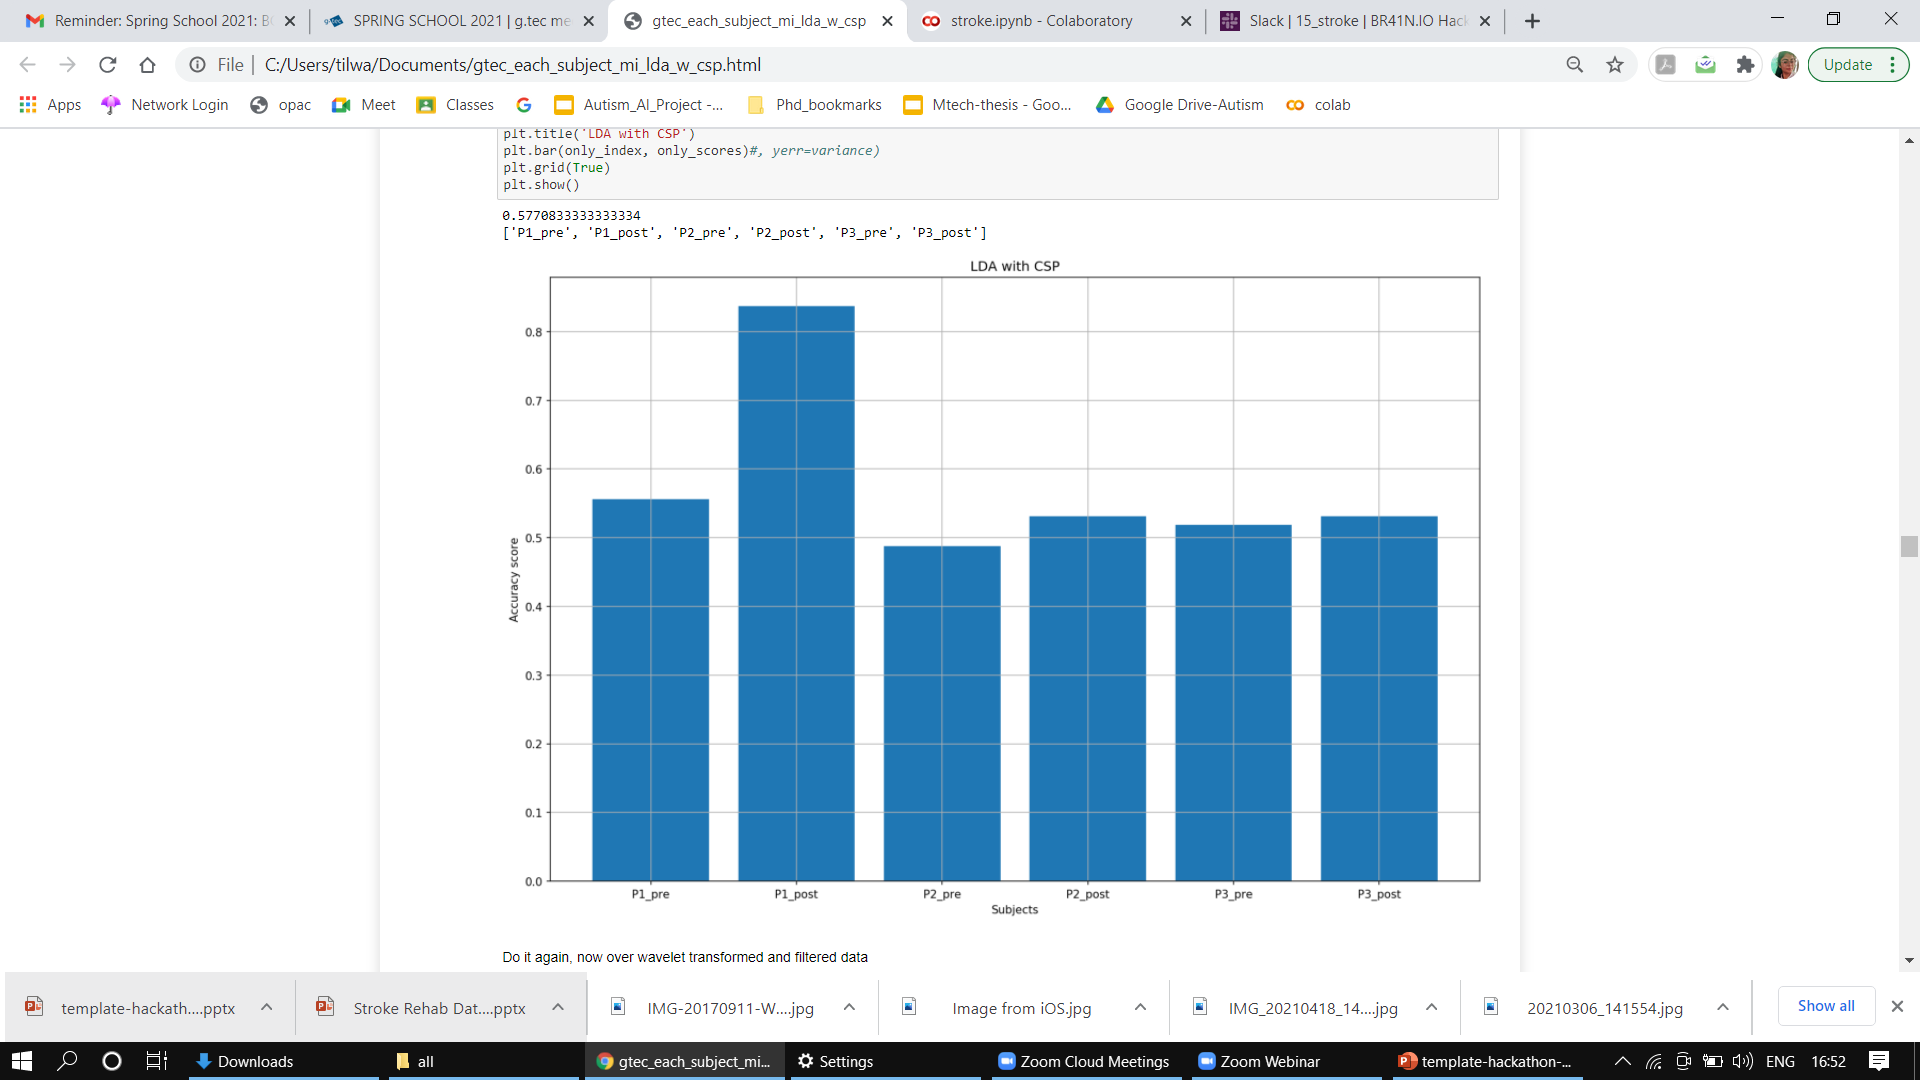 Reminder: Spring School 2021: B
SPRING SCHOOL 2021 | g.tec me
gtec_each_subject_mi_lda_w_csp
stroke.ipynb - Colaboratory
Slack | 15_stroke | BR41N.IO Hac
File
C:/Users/tilwa/Documents/gtec_each_subject_mi_lda_w_csp.html
Update
Apps
Network Login
opac
Meet
Classes
Autism_AI_Project -...
Phd_bookmarks
Mtech-thesis - Goo...
Google Drive-Autism
colab
plt.title('LDA with CSP')
plt.bar(only_index, only_scores)#, yerr=variance)
plt.grid(True)
plt.show()
0.5770833333333334
['P1_pre', 'P1_post', 'P2_pre', 'P2_post', 'P3_pre', 'P3_post']
LDA with CSP
0.8
0.7
0.6
0.5
0.4
0.3
0.2
0.1
0.0
Accuracy score
P1_pre
P1_post
P2_pre
P2_post
P3_pre
P3_post
Subjects
Do it again, now over wavelet transformed and filtered data
template-hackath....pptx
Stroke Rehab Dat....pptx
IMG-20170911-W....jpg
Image from iOS.jpg
IMG_20210418_14....jpg
20210306_141554.jpg
Show all
Downloads
all
gtec_each_subject_mi...
Settings
Zoom Cloud Meetings
Zoom Webinar
template-hackathon-...
ENG
16:52